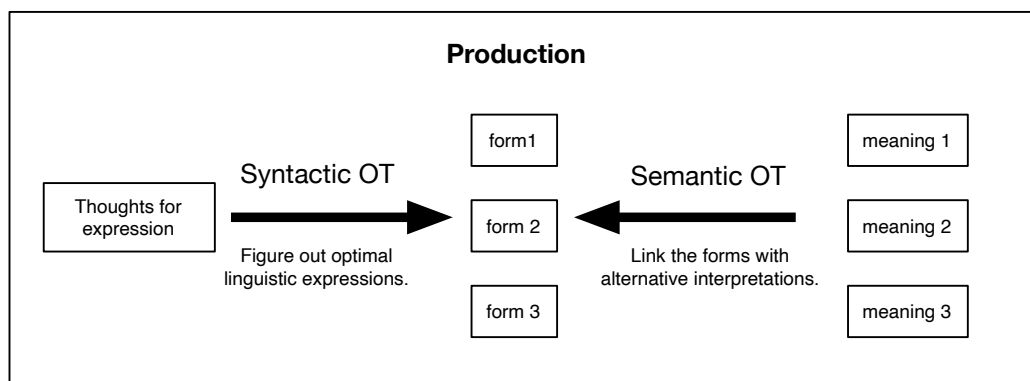 Production
form1
meaning 1
Syntactic OT
Semantic OT
Thoughts for
expression
form 2
meaning 2
Figure out optimal
linguistic expressions.
Link the forms with
alternative interpretations.
form 3
meaning 3